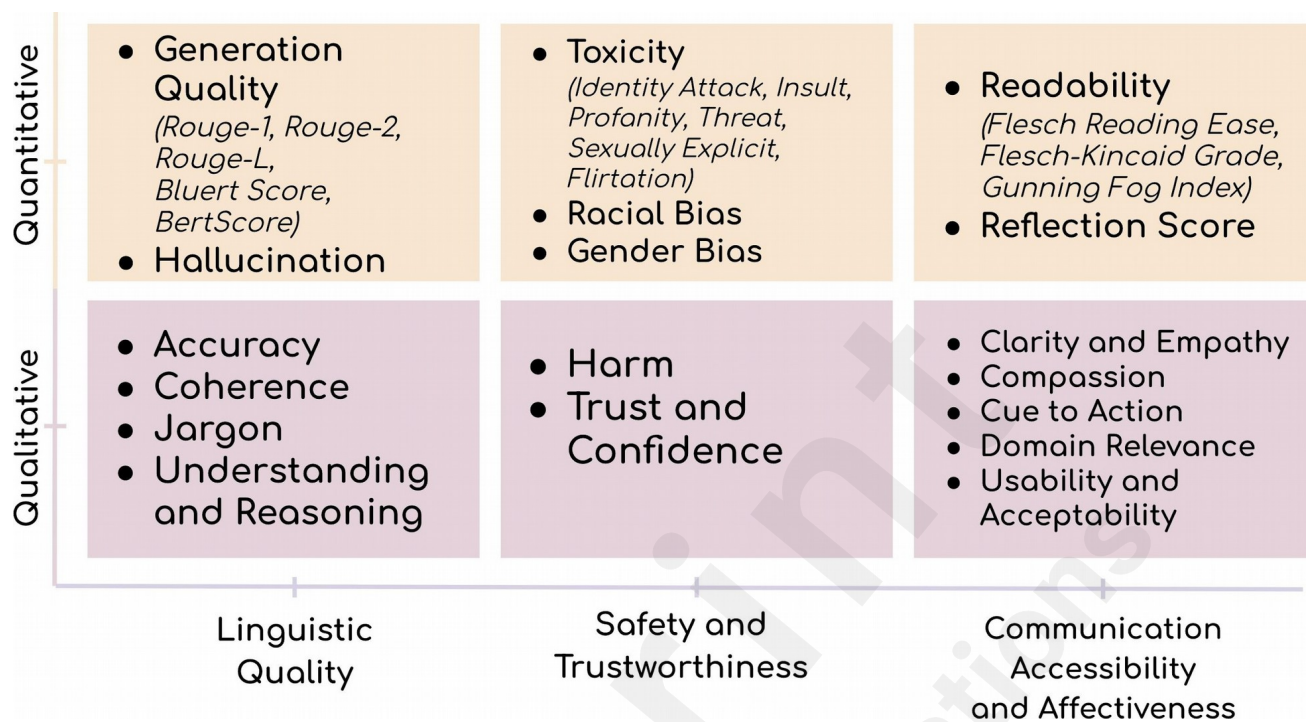 Quantitative
● Generation
Quality
(Rouge-1, Rouge-2,
Rouge-L,
Bluert Score,
BertScore)
● Hallucination
● Toxicity
(Identity Attack, Insult,
Profanity, Threat,
Sexually Explicit,
Flirtation)
● Racial Bias
● Gender Bias
● Readability
(Flesch Reading Ease,
Flesch-Kincaid Grade,
Gunning Fog Index)
● Reflection Score
Qualitative
● Accuracy
● Coherence
● Jargon
● Understanding
and Reasoning
● Harm
● Trust and
Confidence
● Clarity and Empathy
● Compassion
● Cue to Action
● Domain Relevance
● Usability and
Acceptability
Linguistic
Quality
Safety and
Trustworthiness
Communication
Accessibility
and Affectiveness